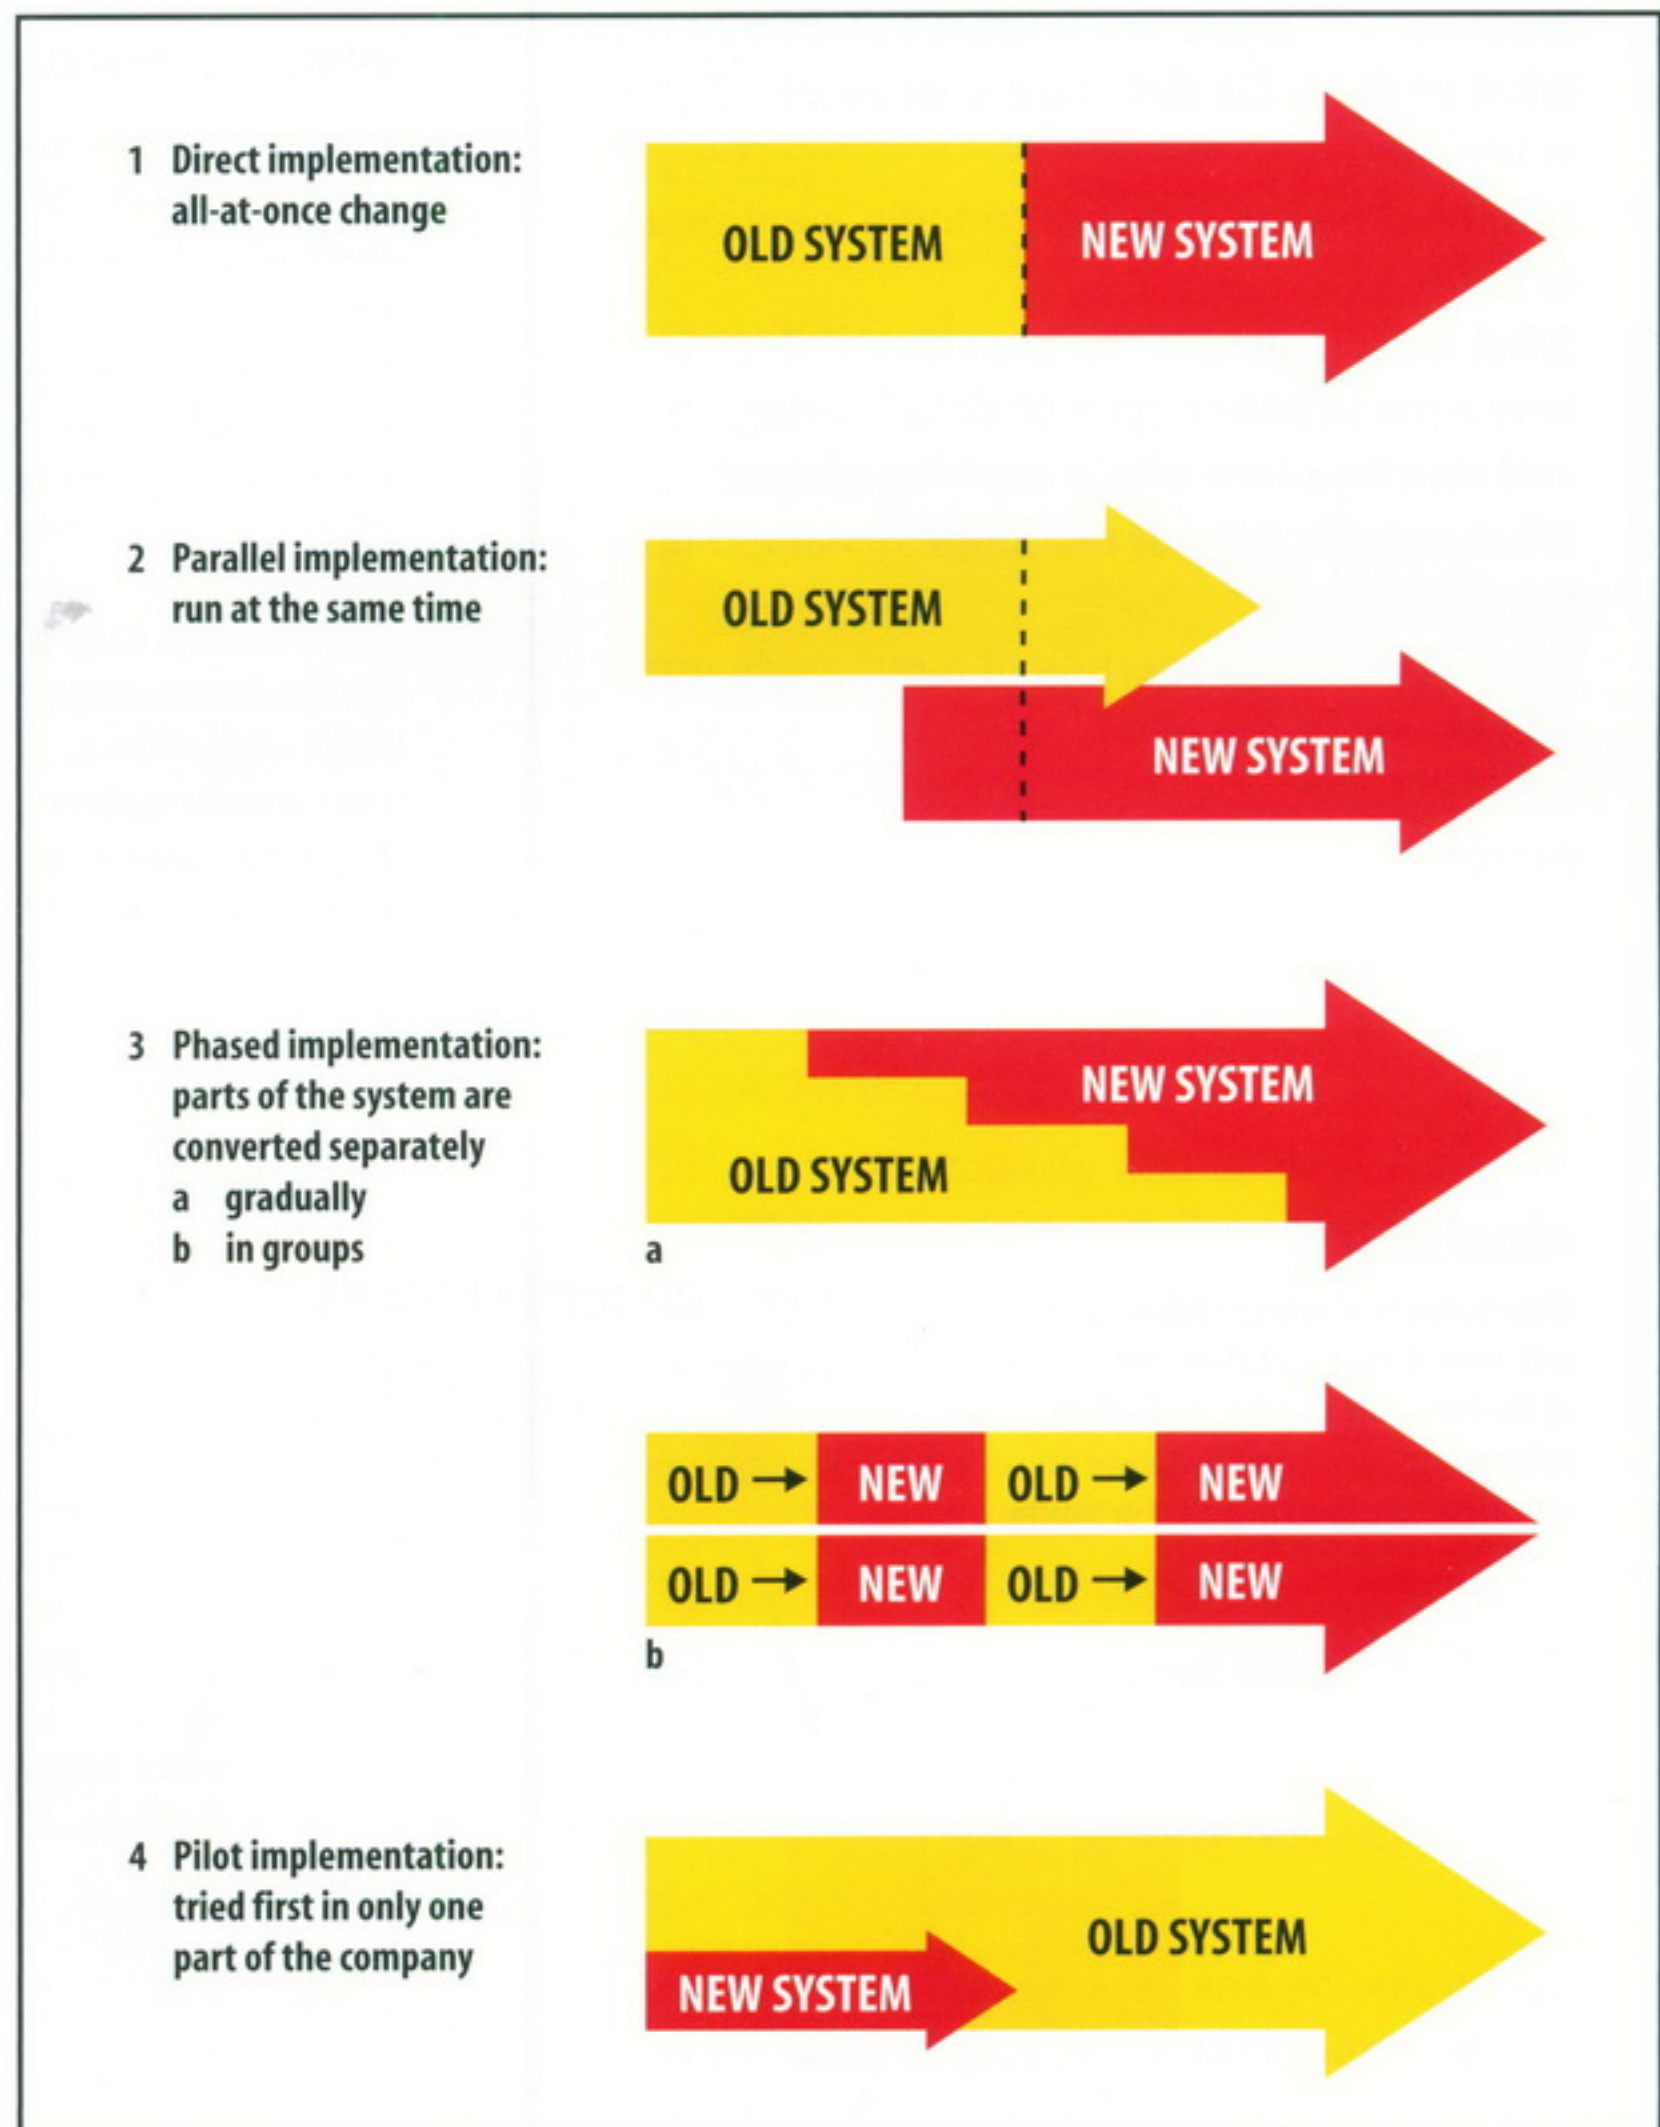 1 Direct implementation:
all-at-once change
OLD SYSTEM
NEW SYSTEM
2 Parallel implementation:
run at the same time
OLD SYSTEM
NEW SYSTEM
3 Phased implementation:
parts of the system are
converted separately
a gradually
b in groups
NEW SYSTEM
OLD SYSTEM
a
OLD → NEW OLD → NEW
OLD → NEW OLD → NEW
b
4 Pilot implementation:
tried first in only one
part of the company
OLD SYSTEM
NEW SYSTEM